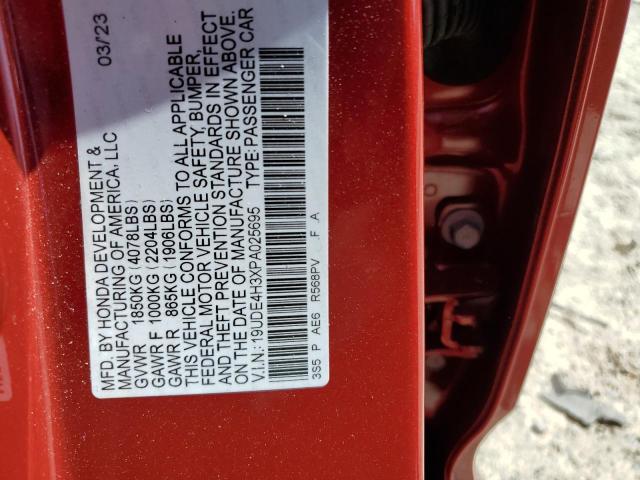 MFD. BY HONDA DEVELOPMENT & 03/23
MANUFACTURING OF AMERICA, LLC
GVWR 1850KG (4078LBS)
GAWR F 1000KG (2204LBS)
GAWR R 865KG (1906LBS)
THIS VEHICLE CONFORMS TO ALL APPLICABLE
FEDERAL MOTOR VEHICLE SAFETY, BUMPER,
AND THEFT PREVENTION STANDARDS IN EFFECT
ON THE DATE OF MANUFACTURE SHOWN ABOVE.
V.I.N.: 19UDE4H3XPA025695 TYPE: PASSENGER CAR
3S5 P AE6 R568PV F A